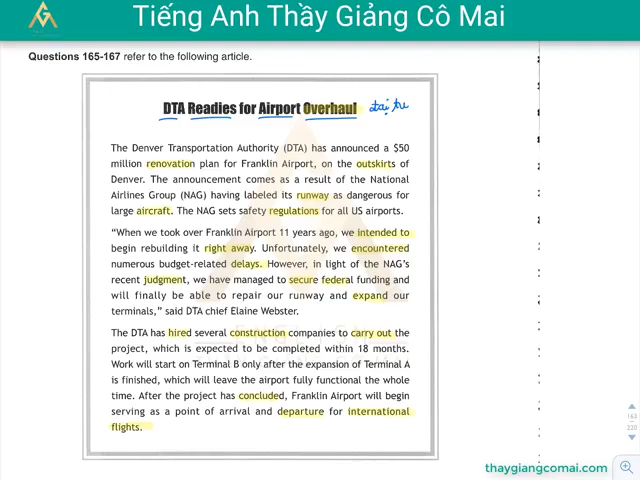 Tiếng Anh Thầy Giảng Cô Mai
Questions 165-167 refer to the following article.
DTA Readies for Airport Overhaul
The Denver Transportation Authority (DTA) has announced a $50
million renovation plan for Franklin Airport, on the outskirts of
Denver. The announcement comes as a result of the National
Airlines Group (NAG) having labeled its runway as dangerous for
large aircraft. The NAG sets safety regulations for all US airports.
"When we took over Franklin Airport 11 years ago, we intended to
begin rebuilding it right away. Unfortunately, we encountered
numerous budget-related delays. However, in light of the NAG's
recent judgment, we have managed to secure federal funding and
will finally be able to repair our runway and expand our
terminals," said DTA chief Elaine Webster.
The DTA has hired several construction companies to carry out the
project, which is expected to be completed within 18 months.
Work will start on Terminal B only after the expansion of Terminal A
is finished, which will leave the airport fully functional the whole
time. After the project has concluded, Franklin Airport will begin
serving as a point of arrival and departure for international
flights.
163
220
thaygiangcomai.com